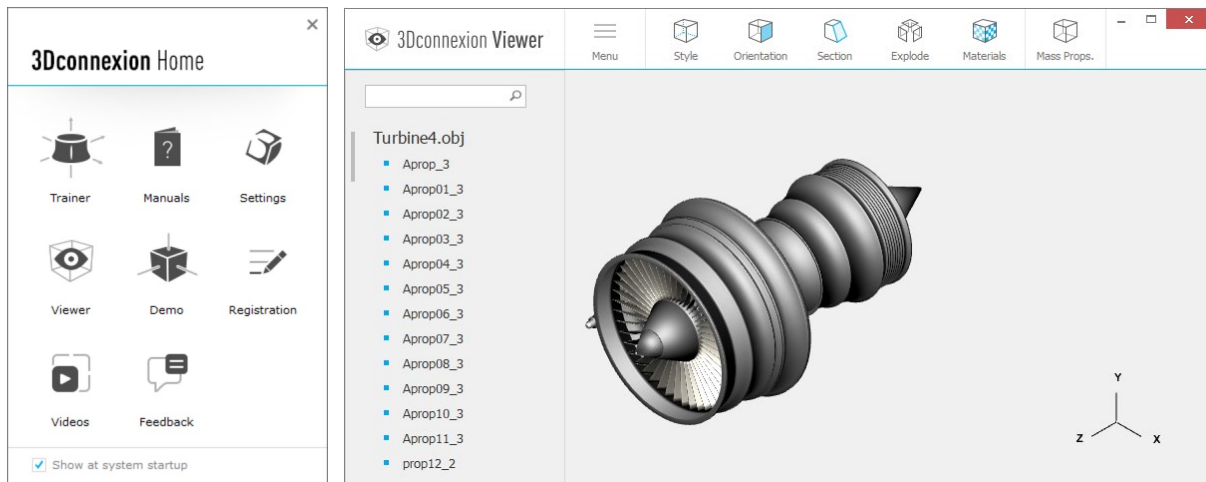 3Dconnexion Home
Trainer
Manuals
Settings
Viewer
Demo
Registration
Videos
Feedback
Show at system startup
3Dconnexion Viewer
Menu
Style
Orientation
Section
Explode
Materials
Mass Props.
Turbine4.obj
Aprop_3
Aprop01_3
Aprop02_3
Aprop03_3
Aprop04_3
Aprop05_3
Aprop06_3
Aprop07_3
Aprop08_3
Aprop09_3
Aprop10_3
Aprop11_3
prop12_2
Y
Z
X